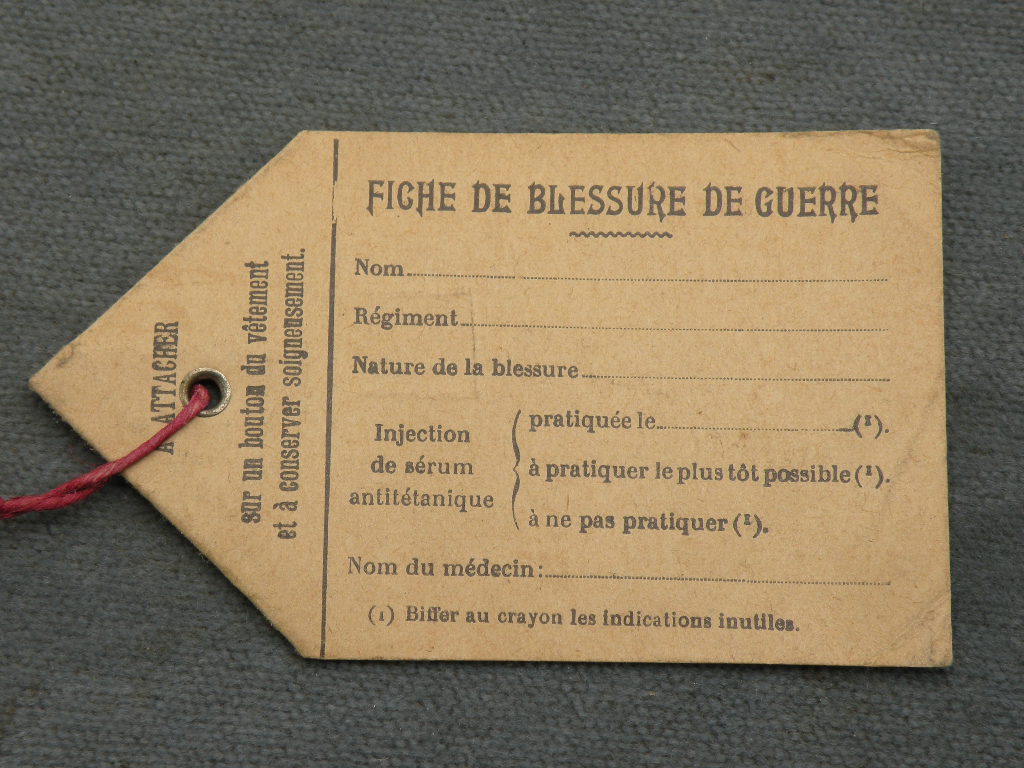 À ATTACHER
sur un bouton du vêtement
et à conserver soigneusement.
FICHE DE BLESSURE DE GUERRE
Nom
Régiment
Nature de la blessure
Injection
de sérum
antitétanique
pratiquée le (1).
à pratiquer le plus tôt possible (1).
à ne pas pratiquer (1).
Nom du médecin:
(1) Biffer au crayon les indications inutiles.